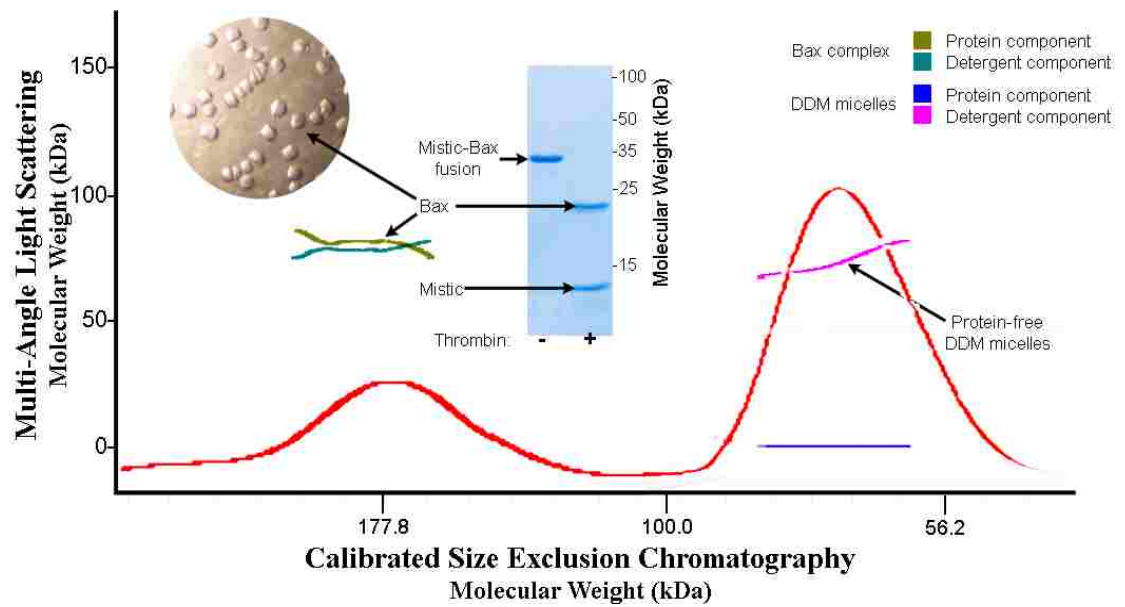 Multi-Angle Light Scattering
Molecular Weight (kDa)
150
100
50
0
Mistic-Bax
fusion
Bax
Mistic
Thrombin: - +
-100
-50
-35
-25
-15
Molecular Weight (kDa)
Bax complex
Protein component
Detergent component
DDM micelles
Protein component
Detergent component
Protein-free
DDM micelles
177.8
100.0
56.2
Calibrated Size Exclusion Chromatography
Molecular Weight (kDa)